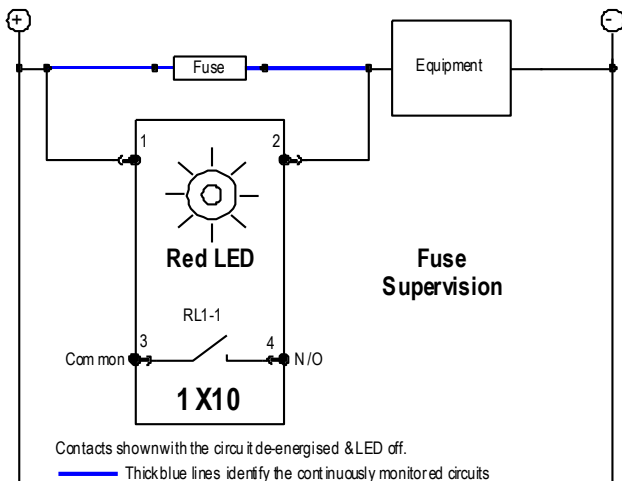 +
-
Fuse
Equipment
1
2
Red LED
Fuse
Supervision
RL1-1
3
4
Common
N/O
1 X10
Contacts shown with the circuit de-energised & LED off.
Thick blue lines identify the continuously monitored circuits